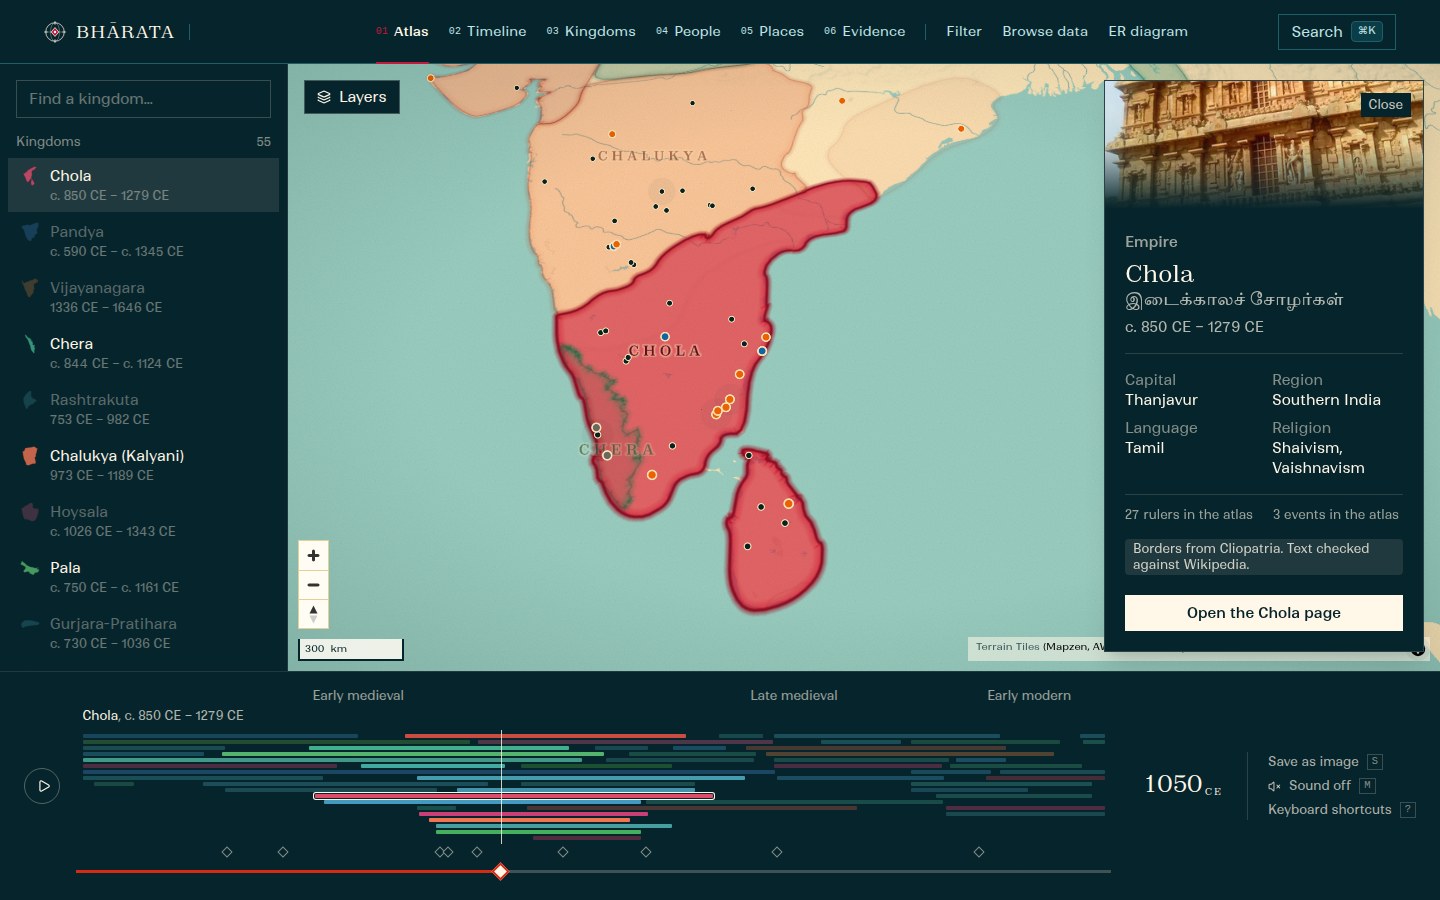 BHĀRATA
01 Atlas
02 Timeline
03 Kingdoms
04 People
05 Places
06 Evidence
Filter
Browse data
ER diagram
Search ⌘K
Find a kingdom...
Kingdoms 55
Chola
c. 850 CE – 1279 CE
Pandya
c. 590 CE – c. 1345 CE
Vijayanagara
1336 CE – 1646 CE
Chera
c. 844 CE – c. 1124 CE
Rashtrakuta
753 CE – 982 CE
Chalukya (Kalyani)
973 CE – 1189 CE
Hoysala
c. 1026 CE – 1343 CE
Pala
c. 750 CE – c. 1161 CE
Gurjara-Pratihara
c. 730 CE – 1036 CE
Layers
CHALUKYA
CHOLA
CHERA
300 km
Terrain Tiles (Mapzen,
Close
Empire
Chola
இடைக்காலச் சோழர்கள்
c. 850 CE – 1279 CE
Capital
Thanjavur
Region
Southern India
Language
Tamil
Religion
Shaivism,
Vaishnavism
27 rulers in the atlas
3 events in the atlas
Borders from Cliopatria. Text checked
against Wikipedia.
Open the Chola page
Early medieval
Late medieval
Early modern
Chola, c. 850 CE – 1279 CE
1050 CE
Save as image S
Sound off M
Keyboard shortcuts ?